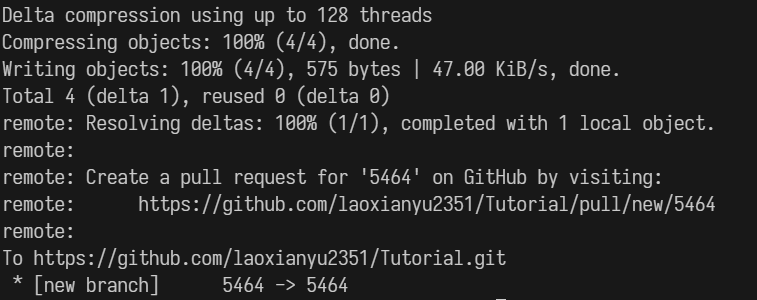 Delta compression using up to 128 threads
Compressing objects: 100% (4/4), done.
Writing objects: 100% (4/4), 575 bytes | 47.00 KiB/s, done.
Total 4 (delta 1), reused 0 (delta 0)
remote: Resolving deltas: 100% (1/1), completed with 1 local object.
remote:
remote: Create a pull request for '5464' on GitHub by visiting:
remote:      https://github.com/laoxianyu2351/Tutorial/pull/new/5464
remote:
To https://github.com/laoxianyu2351/Tutorial.git
 * [new branch]      5464 -> 5464